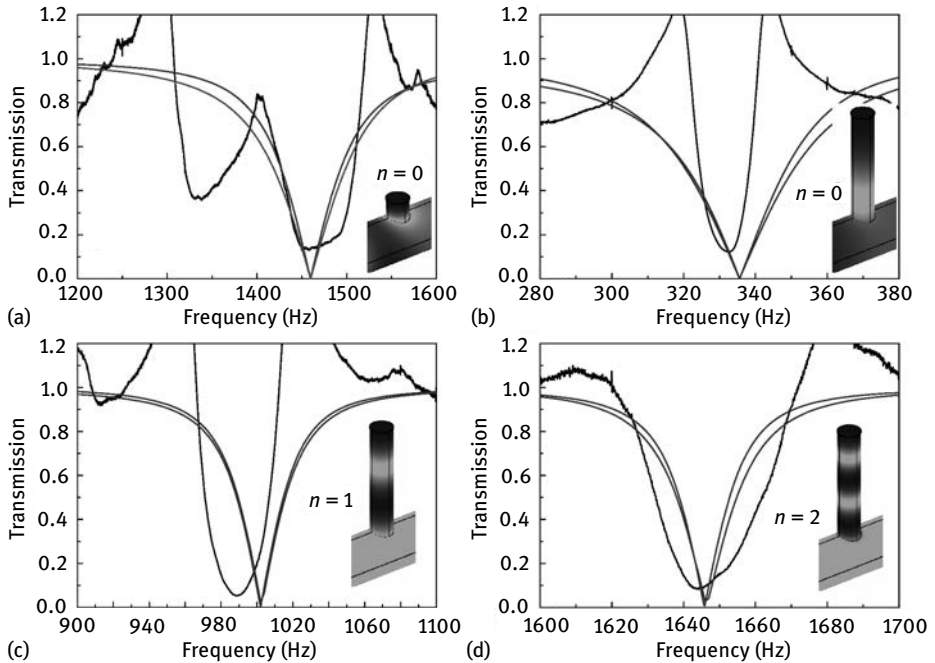 1.2
1.0
0.8
0.6
0.4
0.2
0.0
Transmission
n = 0
1200 1300 1400 1500 1600
(a) Frequency (Hz)
1.2
1.0
0.8
0.6
0.4
0.2
0.0
Transmission
n = 0
280 300 320 340 360 380
(b) Frequency (Hz)
1.2
1.0
0.8
0.6
0.4
0.2
0.0
Transmission
n = 1
900 940 980 1020 1060 1100
(c) Frequency (Hz)
1.2
1.0
0.8
0.6
0.4
0.2
0.0
Transmission
n = 2
1600 1620 1640 1660 1680 1700
(d) Frequency (Hz)